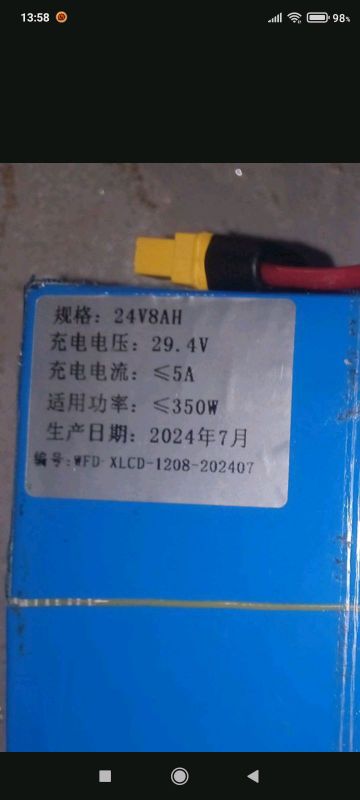 13:58
98%
规格: 24V8AH
充电电压: 29.4V
充电电流: ≤5A
适用功率: ≤350W
生产日期: 2024年7月
编号:WFD-XLCD-1208-202407